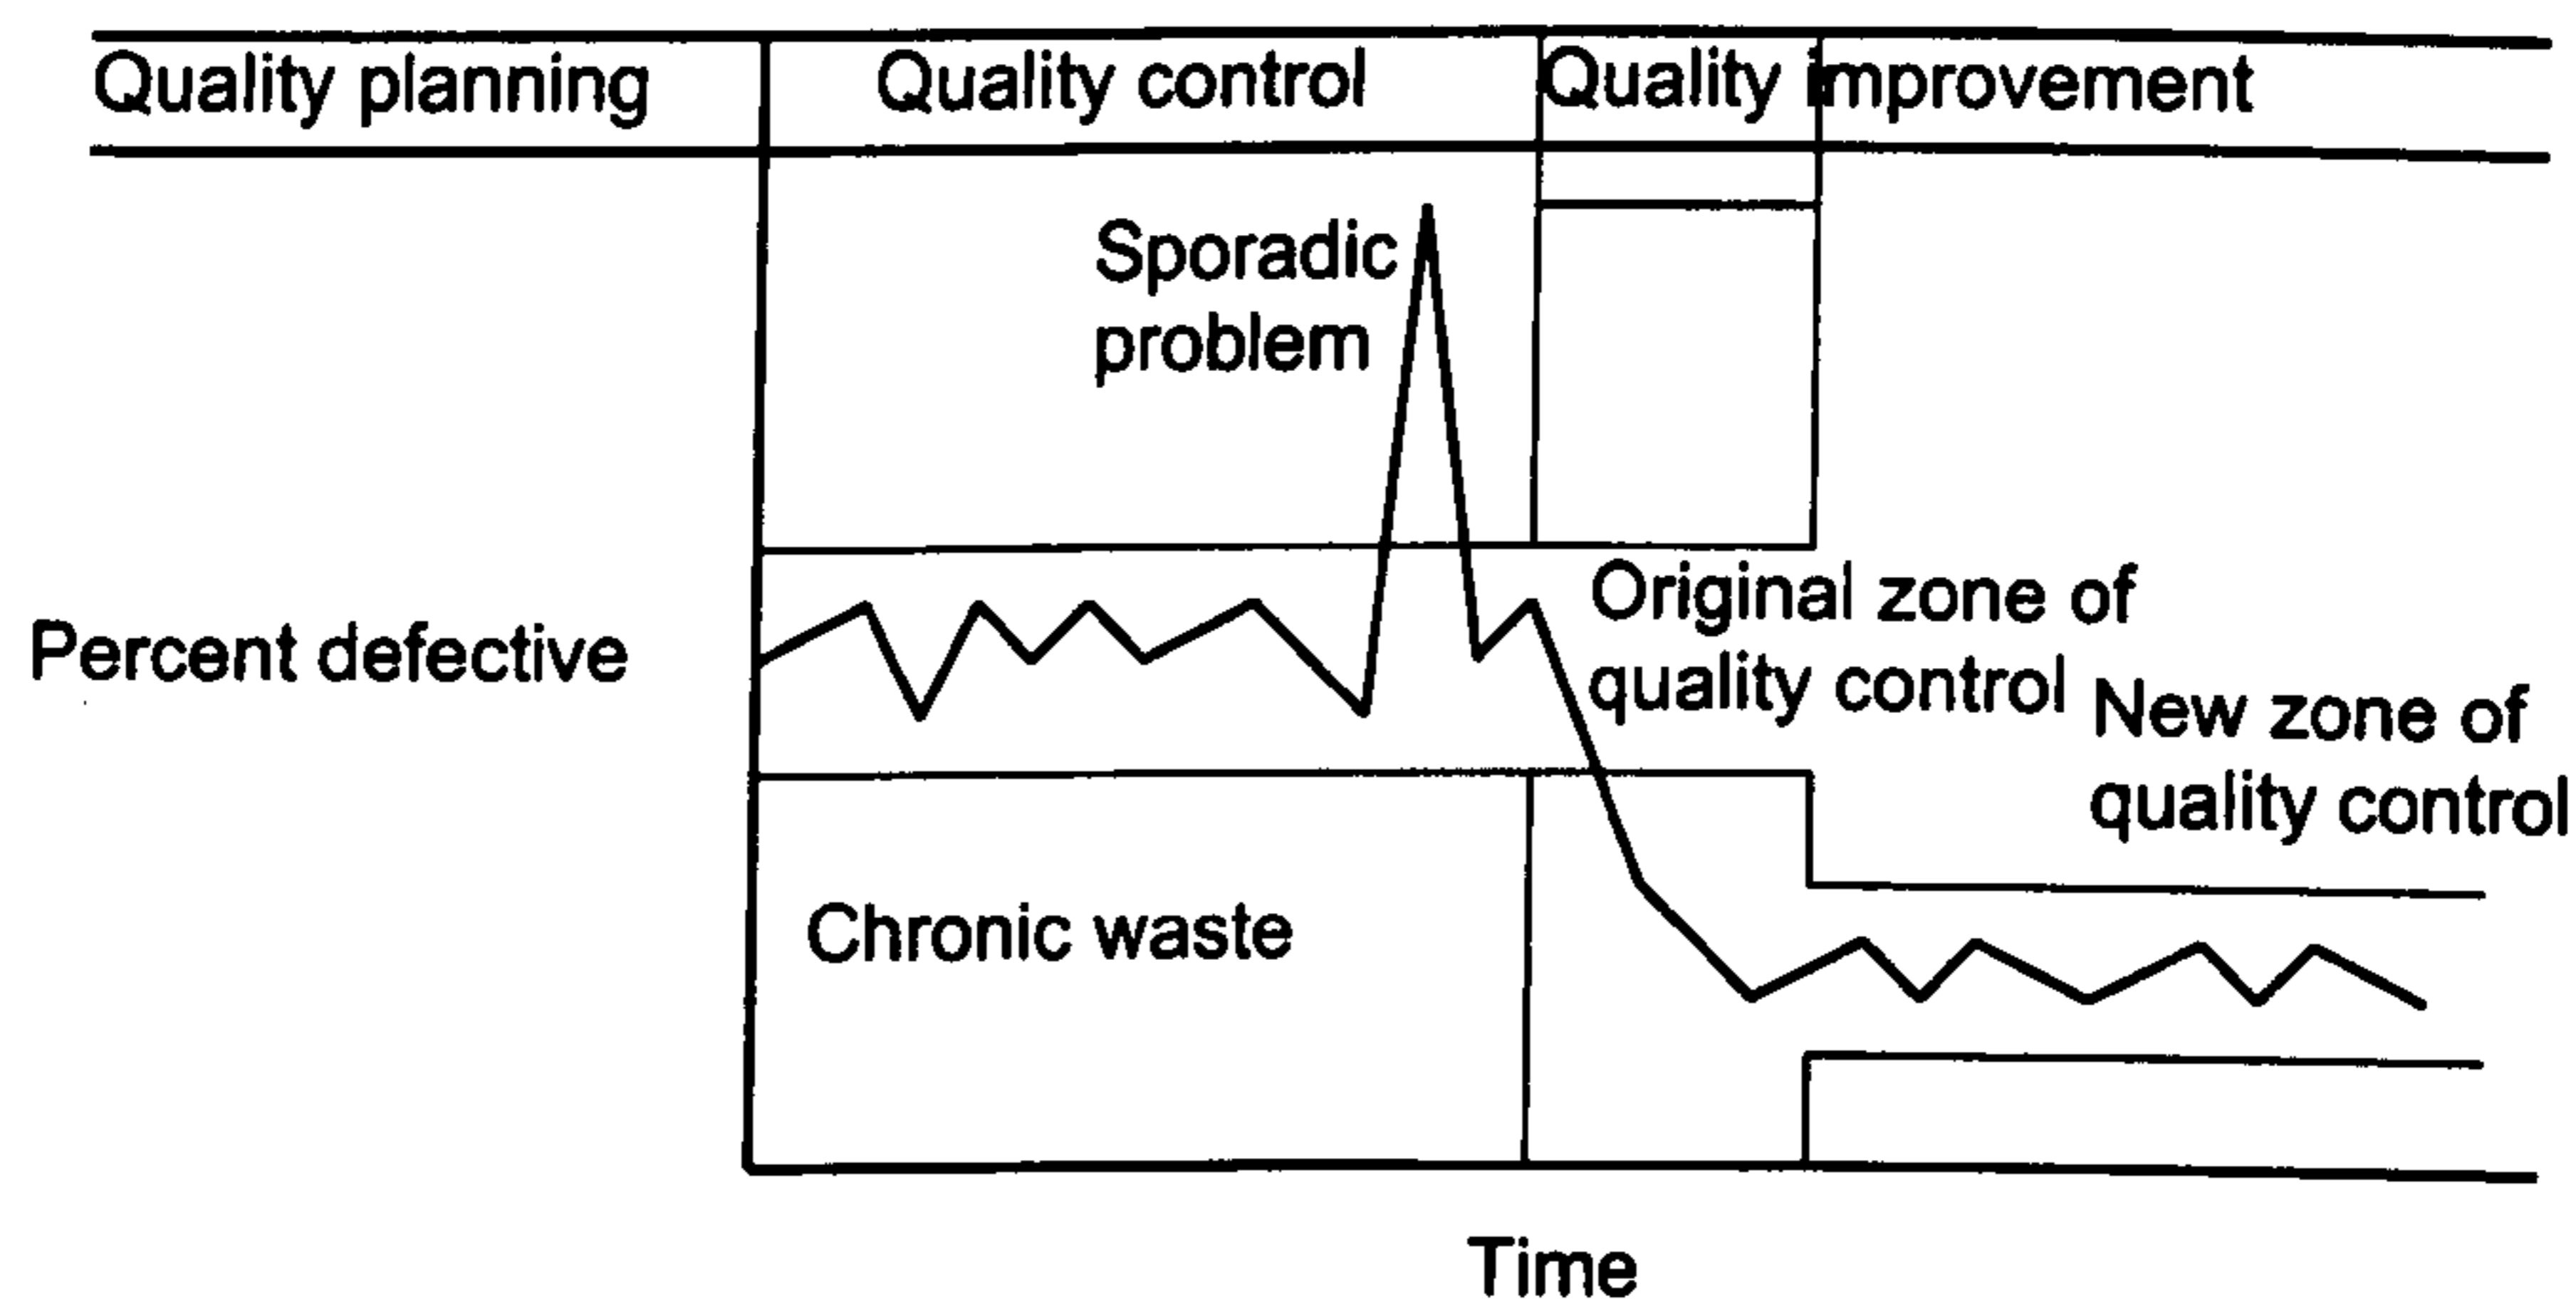 Quality planning
Quality control
Quality improvement
Sporadic
problem
Original zone of
quality control
Percent defective
New zone of
quality control
Chronic waste
Time